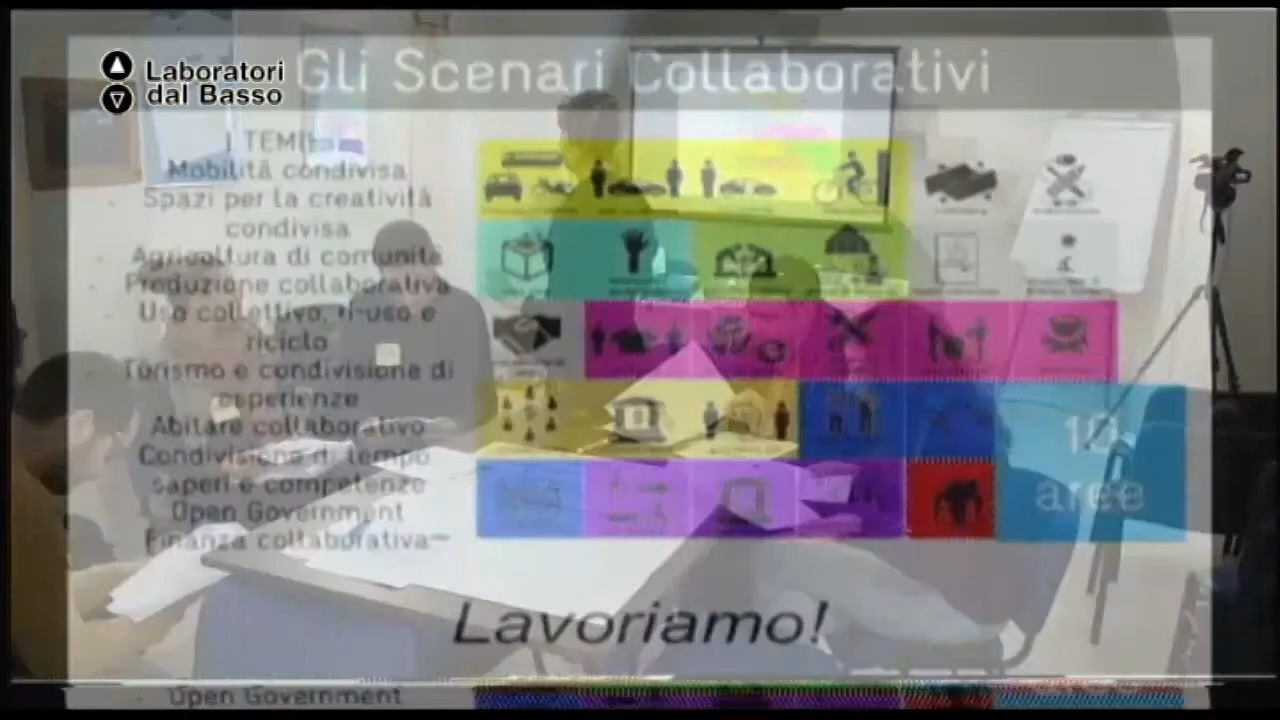 Laboratori
dal Basso
Gli Scenari Collaborativi
I TEMI
Mobilità condivisa
Spazi per la creatività
condivisa
Agricoltura di comunità
Produzione collaborativa
Uso collettivo, ri-uso e
riciclo
Turismo e condivisione di
esperienze
Abitare collaborativo
Condivisione di tempo
saperi e competenze
Open Government
Finanza collaborativa
10
aree
Lavoriamo!
Open Government